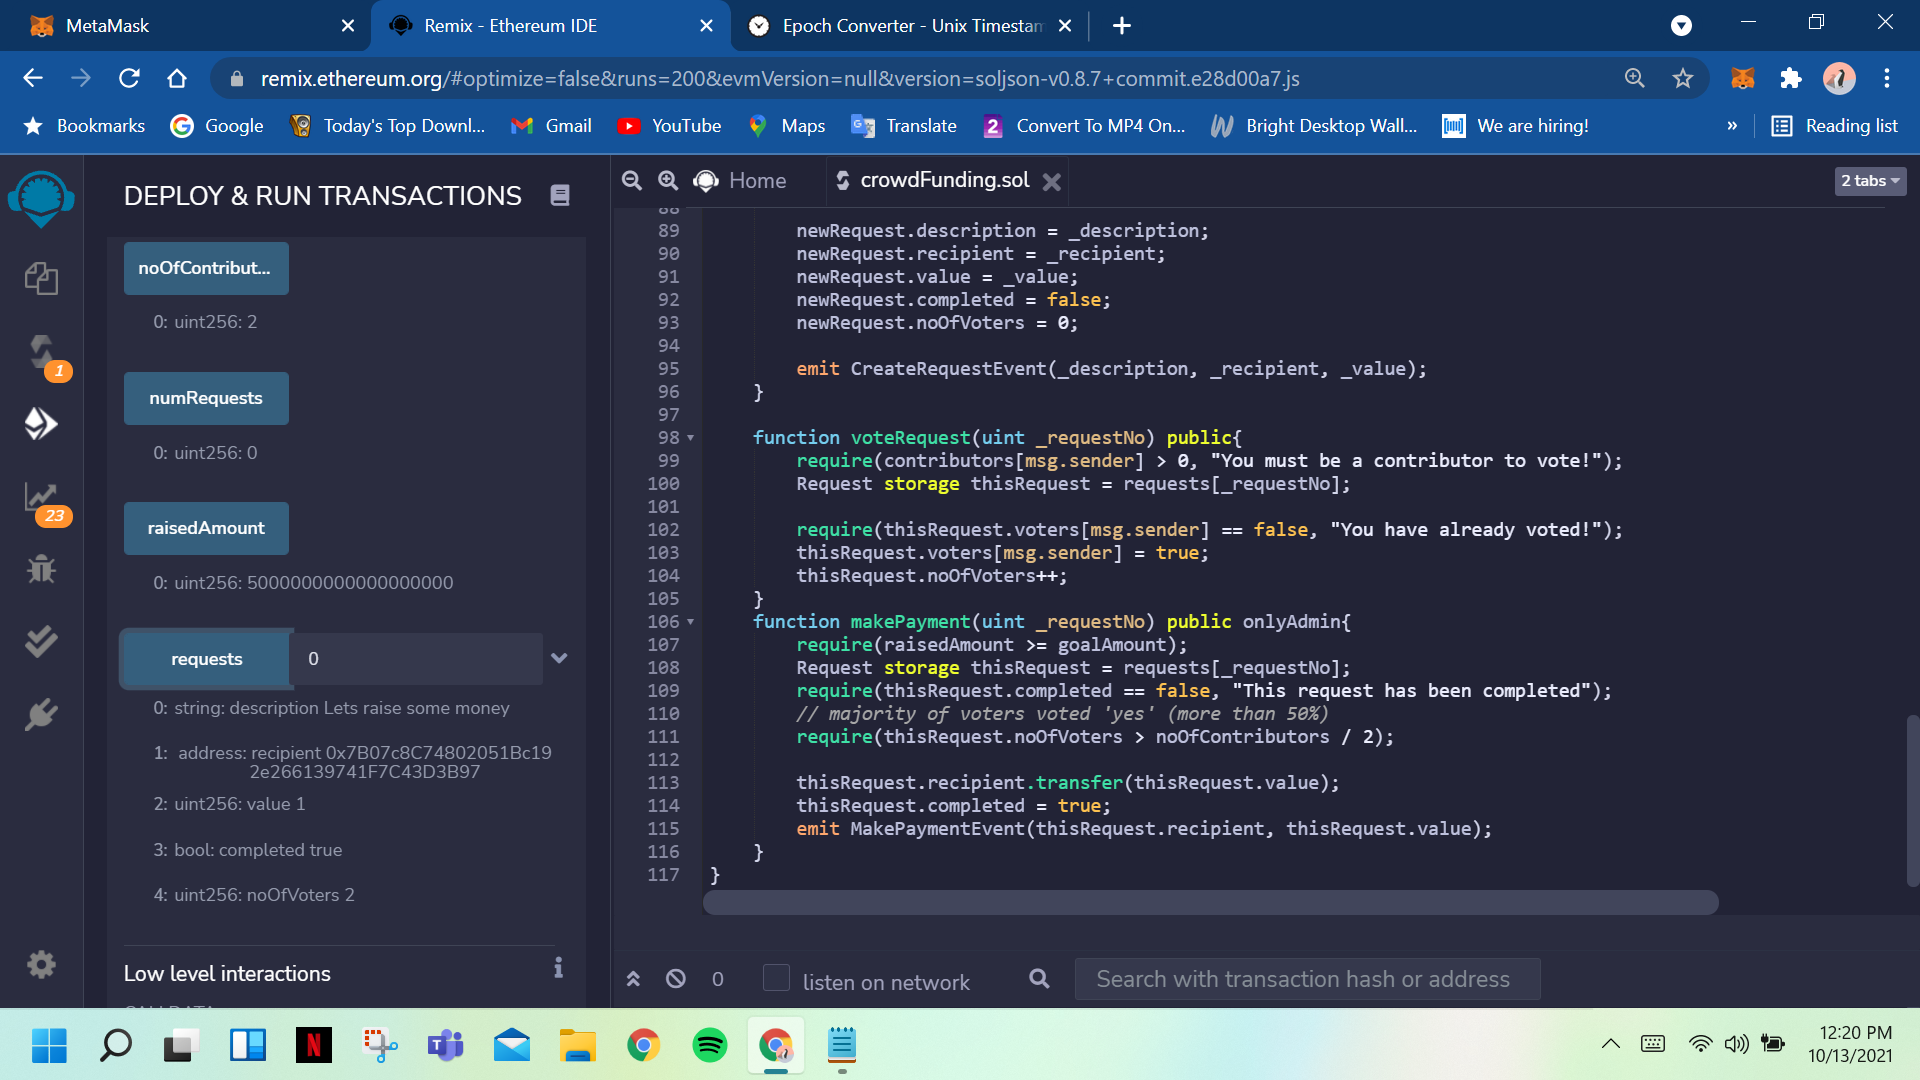 MetaMask
Remix - Ethereum IDE
Epoch Converter - Unix Timestam
remix.ethereum.org/#optimize=false&runs=200&evmVersion=null&version=soljson-v0.8.7+commit.e28d00a7.js
Bookmarks Google Today's Top Downl... Gmail YouTube Maps Translate Convert To MP4 On... Bright Desktop Wall... We are hiring! » Reading list
DEPLOY & RUN TRANSACTIONS
noOfContribut...
0: uint256: 2
numRequests
0: uint256: 0
raisedAmount
0: uint256: 5000000000000000000
requests 0
0: string: description Lets raise some money
1: address: recipient 0x7B07c8C74802051Bc19
2e266139741F7C43D3B97
2: uint256: value 1
3: bool: completed true
4: uint256: noOfVoters 2
Low level interactions
CALLDATA
1
23
Home crowdFunding.sol 2 tabs
88
89 newRequest.description = _description;
90 newRequest.recipient = _recipient;
91 newRequest.value = _value;
92 newRequest.completed = false;
93 newRequest.noOfVoters = 0;
94
95 emit CreateRequestEvent(_description, _recipient, _value);
96 }
97
98 function voteRequest(uint _requestNo) public{
99 require(contributors[msg.sender] > 0, "You must be a contributor to vote!");
100 Request storage thisRequest = requests[_requestNo];
101
102 require(thisRequest.voters[msg.sender] == false, "You have already voted!");
103 thisRequest.voters[msg.sender] = true;
104 thisRequest.noOfVoters++;
105 }
106 function makePayment(uint _requestNo) public onlyAdmin{
107 require(raisedAmount >= goalAmount);
108 Request storage thisRequest = requests[_requestNo];
109 require(thisRequest.completed == false, "This request has been completed");
110 // majority of voters voted 'yes' (more than 50%)
111 require(thisRequest.noOfVoters > noOfContributors / 2);
112
113 thisRequest.recipient.transfer(thisRequest.value);
114 thisRequest.completed = true;
115 emit MakePaymentEvent(thisRequest.recipient, thisRequest.value);
116 }
117 }
0 listen on network Search with transaction hash or address
12:20 PM
10/13/2021